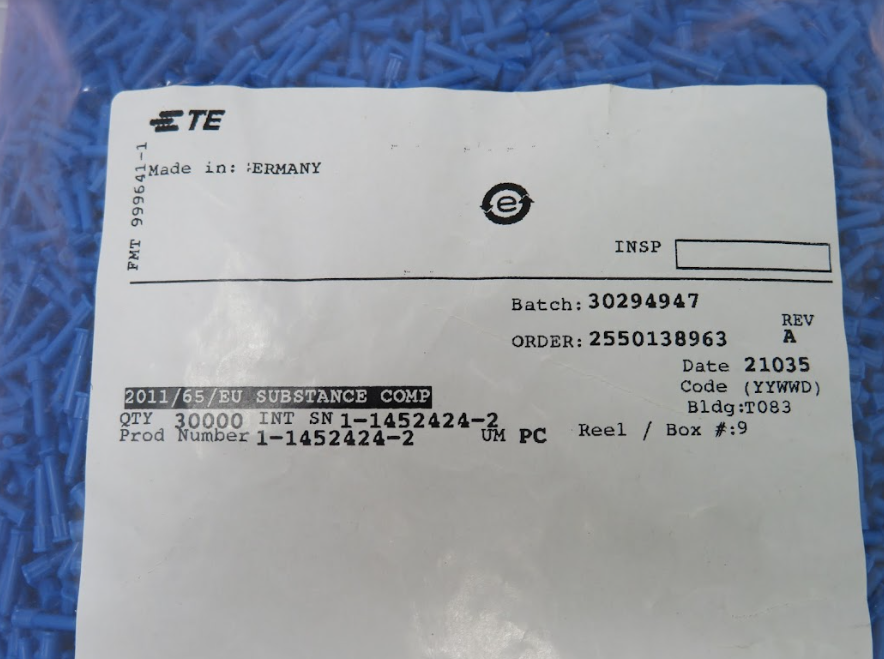 TE
FMT 999641-1
Made in: ERMANY
e
INSP
Batch: 30294947
ORDER: 2550138963
REV
A
Date 21035
Code (YYWWD)
Bldg:T083
2011/65/EU SUBSTANCE COMP
QTY 30000 INT SN 1-1452424-2
Prod Number 1-1452424-2 UM PC Reel / Box #:9